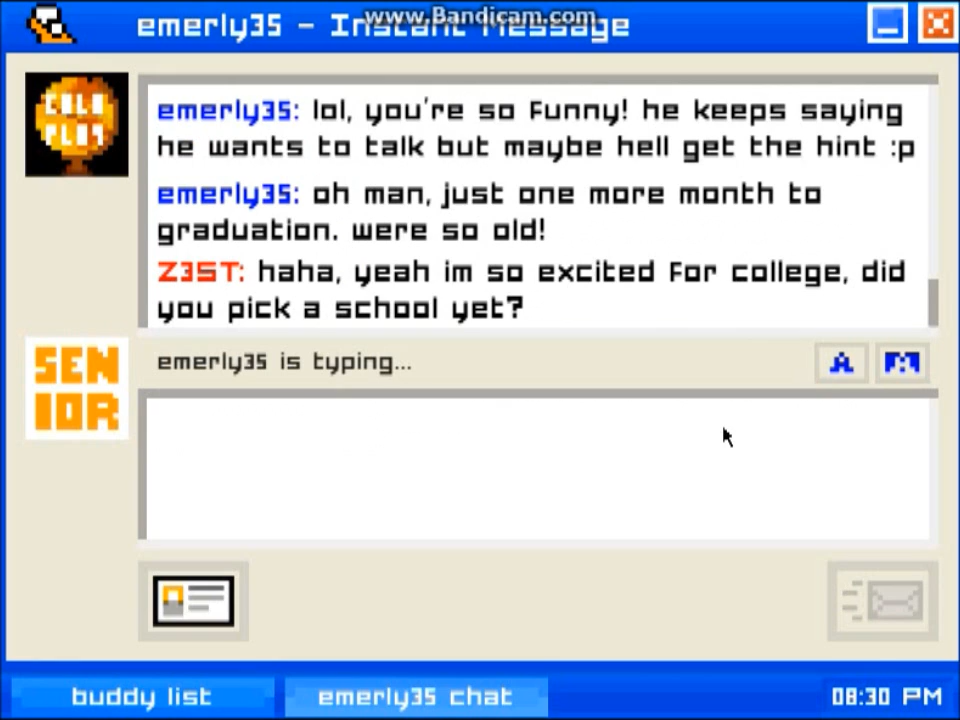 www.Bandicam.com
emerly35 - Instant Message
COLD
PLAY
emerly35: lol, you're so funny! he keeps saying
he wants to talk but maybe hell get the hint :p
emerly35: oh man, just one more month to
graduation. were so old!
Z3ST: haha, yeah im so excited for college, did
you pick a school yet?
SEN
IOR
emerly35 is typing...
A
buddy list
emerly35 chat
08:30 PM